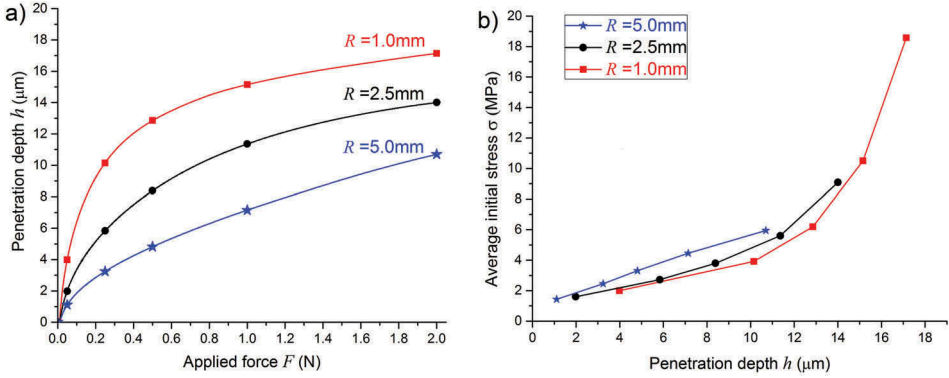 a)
Penetration depth h (μm)
20
18
16
14
12
10
8
6
4
2
0
R =1.0mm
R =2.5mm
R =5.0mm
0.0 0.2 0.4 0.6 0.8 1.0 1.2 1.4 1.6 1.8 2.0
Applied force F (N)
b)
Average initial stress σ (MPa)
20
18
16
14
12
10
8
6
4
2
0
R =5.0mm
R =2.5mm
R =1.0mm
0 2 4 6 8 10 12 14 16 18
Penetration depth h (μm)